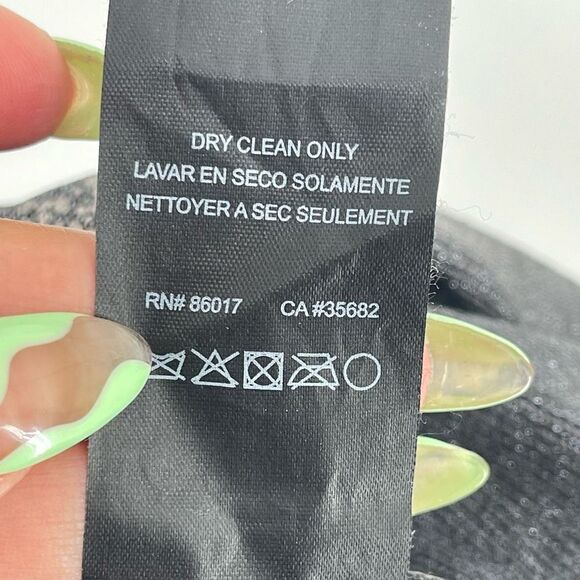 DRY CLEAN ONLY
LAVAR EN SECO SOLAMENTE
NETTOYER A SEC SEULEMENT
RN# 86017 CA #35682